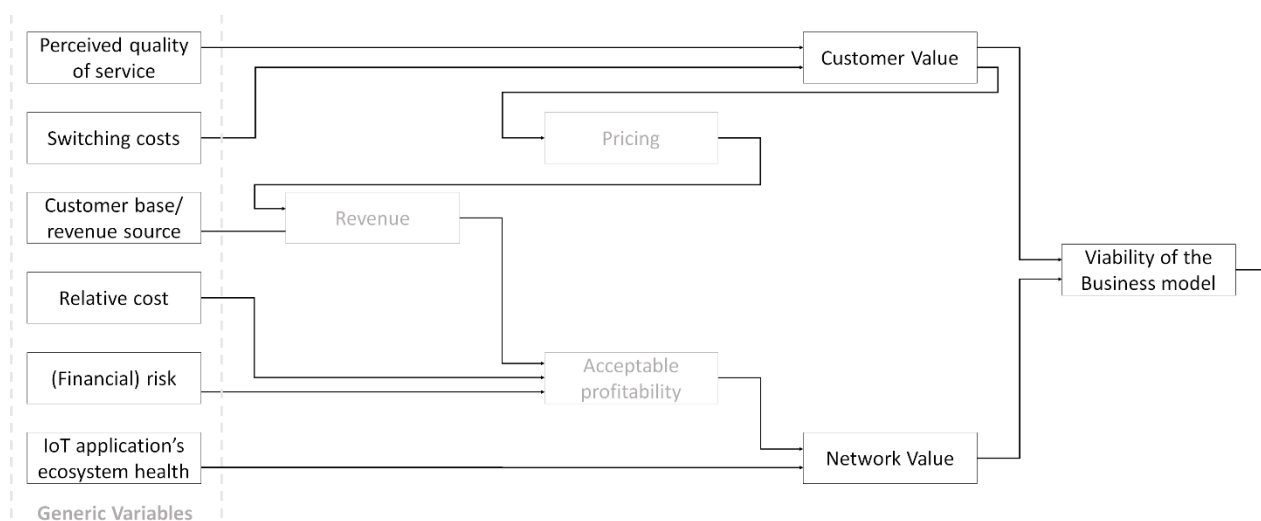 Perceived quality
of service
Customer Value
Switching costs
Pricing
Customer base/
revenue source
Revenue
Viability of the
Business model
Relative cost
(Financial) risk
Acceptable
profitability
IoT application’s
ecosystem health
Network Value
Generic Variables